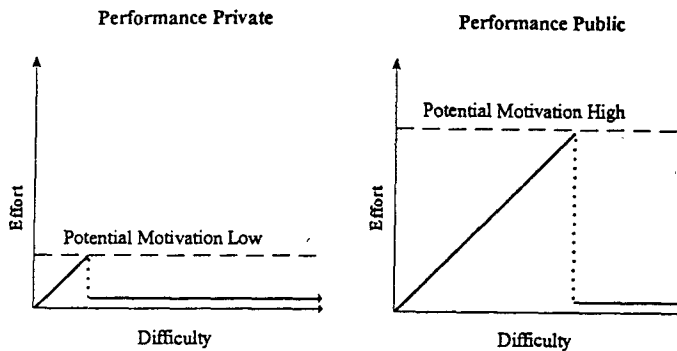 Performance Private
Effort
Potential Motivation Low
Difficulty
Performance Public
Effort
Potential Motivation High
Difficulty